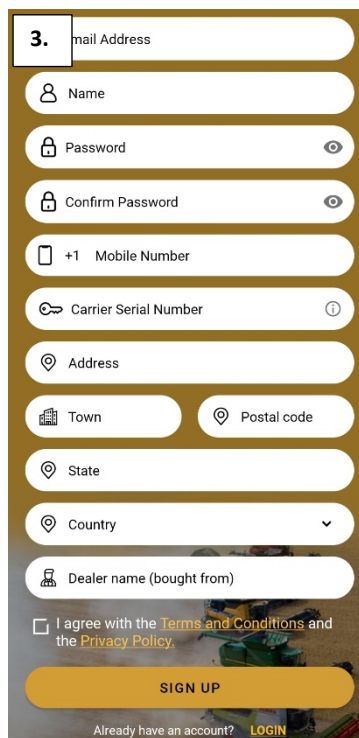 3.
mail Address
Name
Password
Confirm Password
+1 Mobile Number
Carrier Serial Number
Address
Town
Postal code
State
Country
Dealer name (bought from)
I agree with the Terms and Conditions and
the Privacy Policy.
SIGN UP
Already have an account? LOGIN